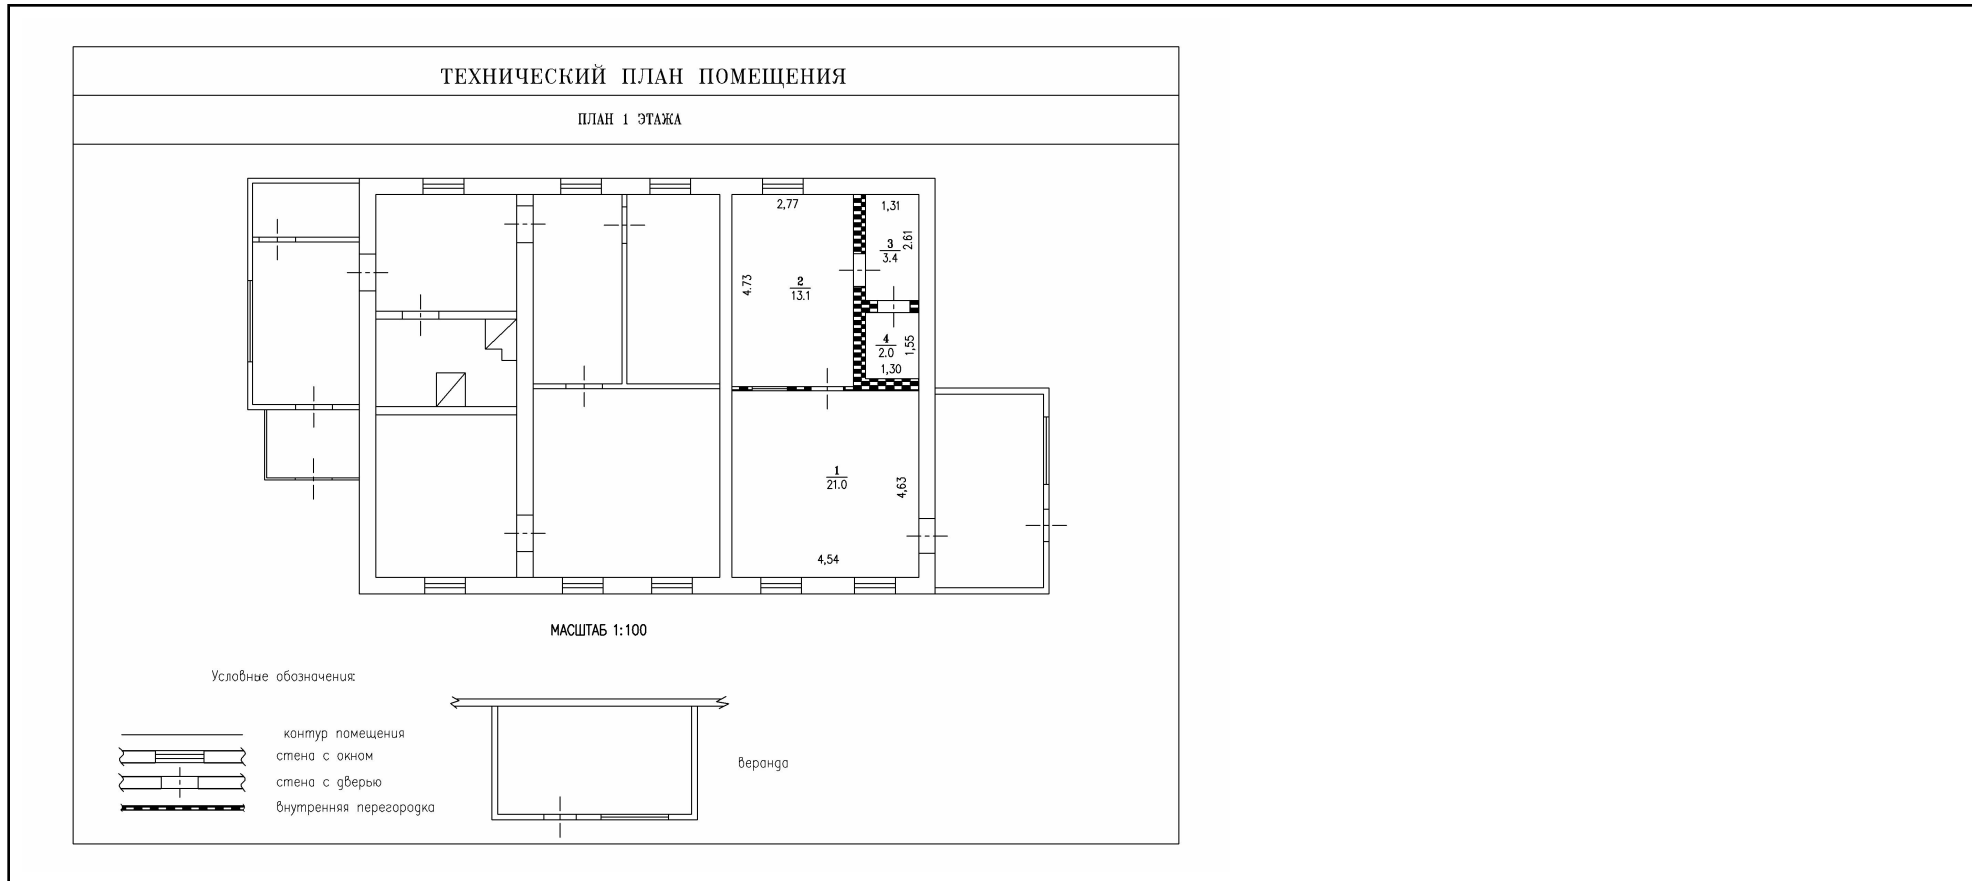 ТЕХНИЧЕСКИЙ ПЛАН ПОМЕЩЕНИЯ
ПЛАН 1 ЭТАЖА
2,77
1,31
2.61
3
3.4
4.73
2
13.1
4
2.0
1,55
1,30
1
21.0
4,63
4,54
МАСШТАБ 1:100
Условные обозначения:
контур помещения
стена с окном
стена с дверью
внутренняя перегородка
веранда